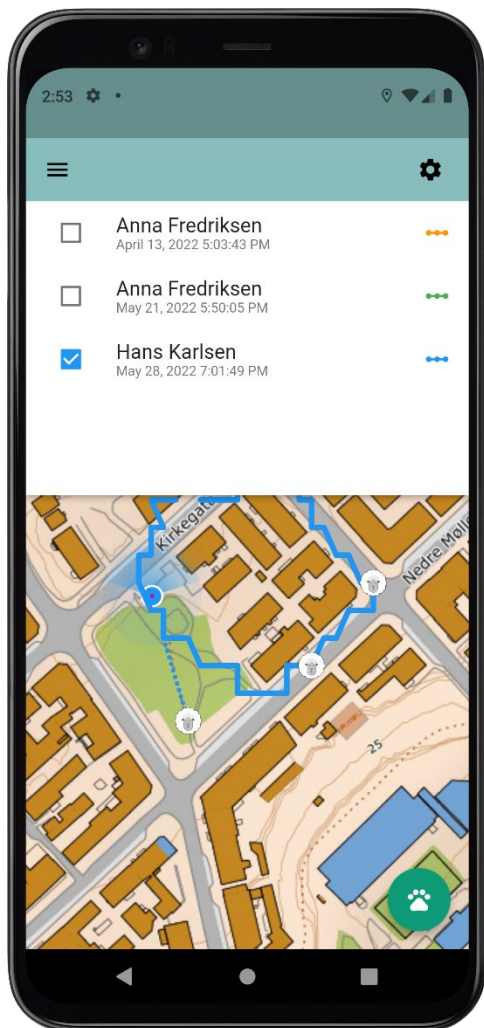 2:53
Anna Fredriksen
April 13, 2022 5:03:43 PM
Anna Fredriksen
May 21, 2022 5:50:05 PM
Hans Karlsen
May 28, 2022 7:01:49 PM
Kirkegat
Nedre Møll
25